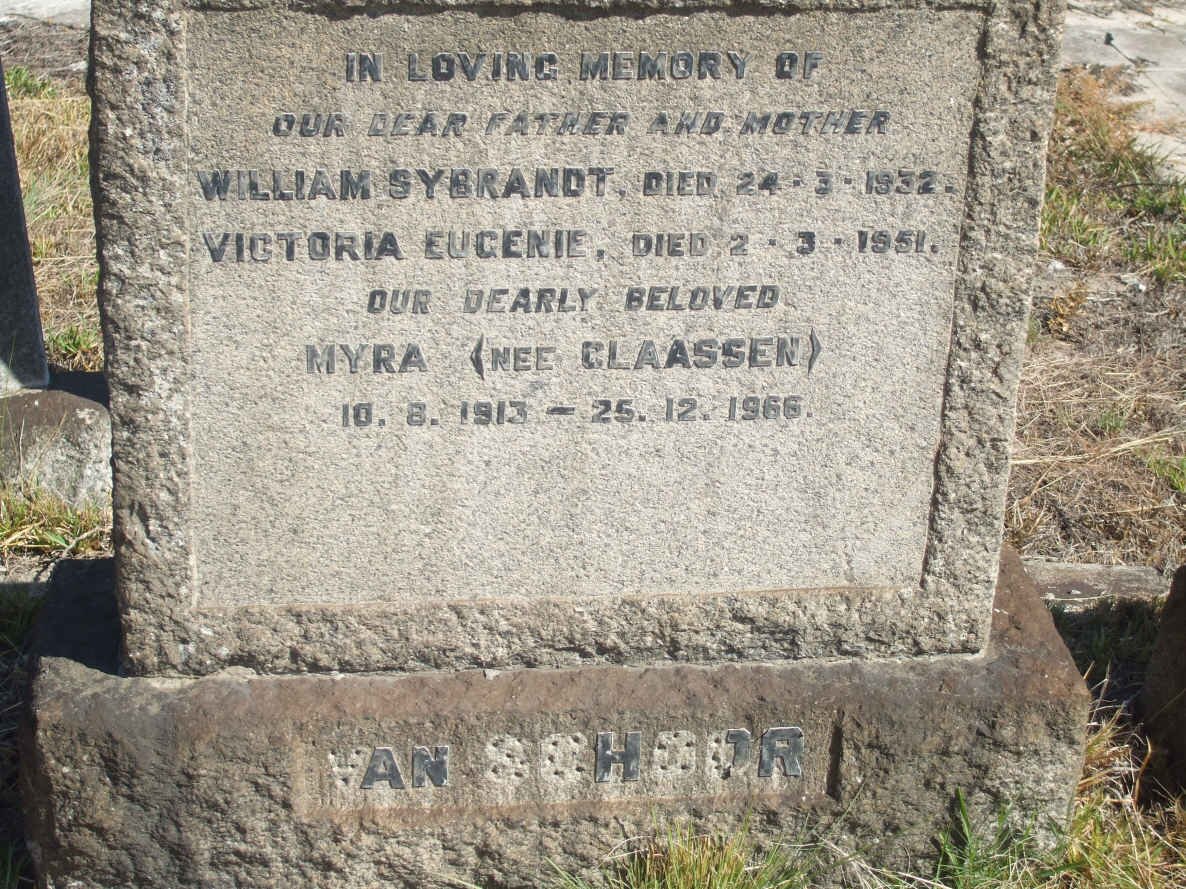 IN LOVING MEMORY OF
OUR DEAR FATHER AND MOTHER
WILLIAM SYBRANDT, DIED 24·3·1932.
VICTORIA EUGENIE, DIED 2·3·1951.
OUR DEARLY BELOVED
MYRA (NEE CLAASSEN)
10. 8. 1913 – 25. 12. 1966.
VAN SCHOOR